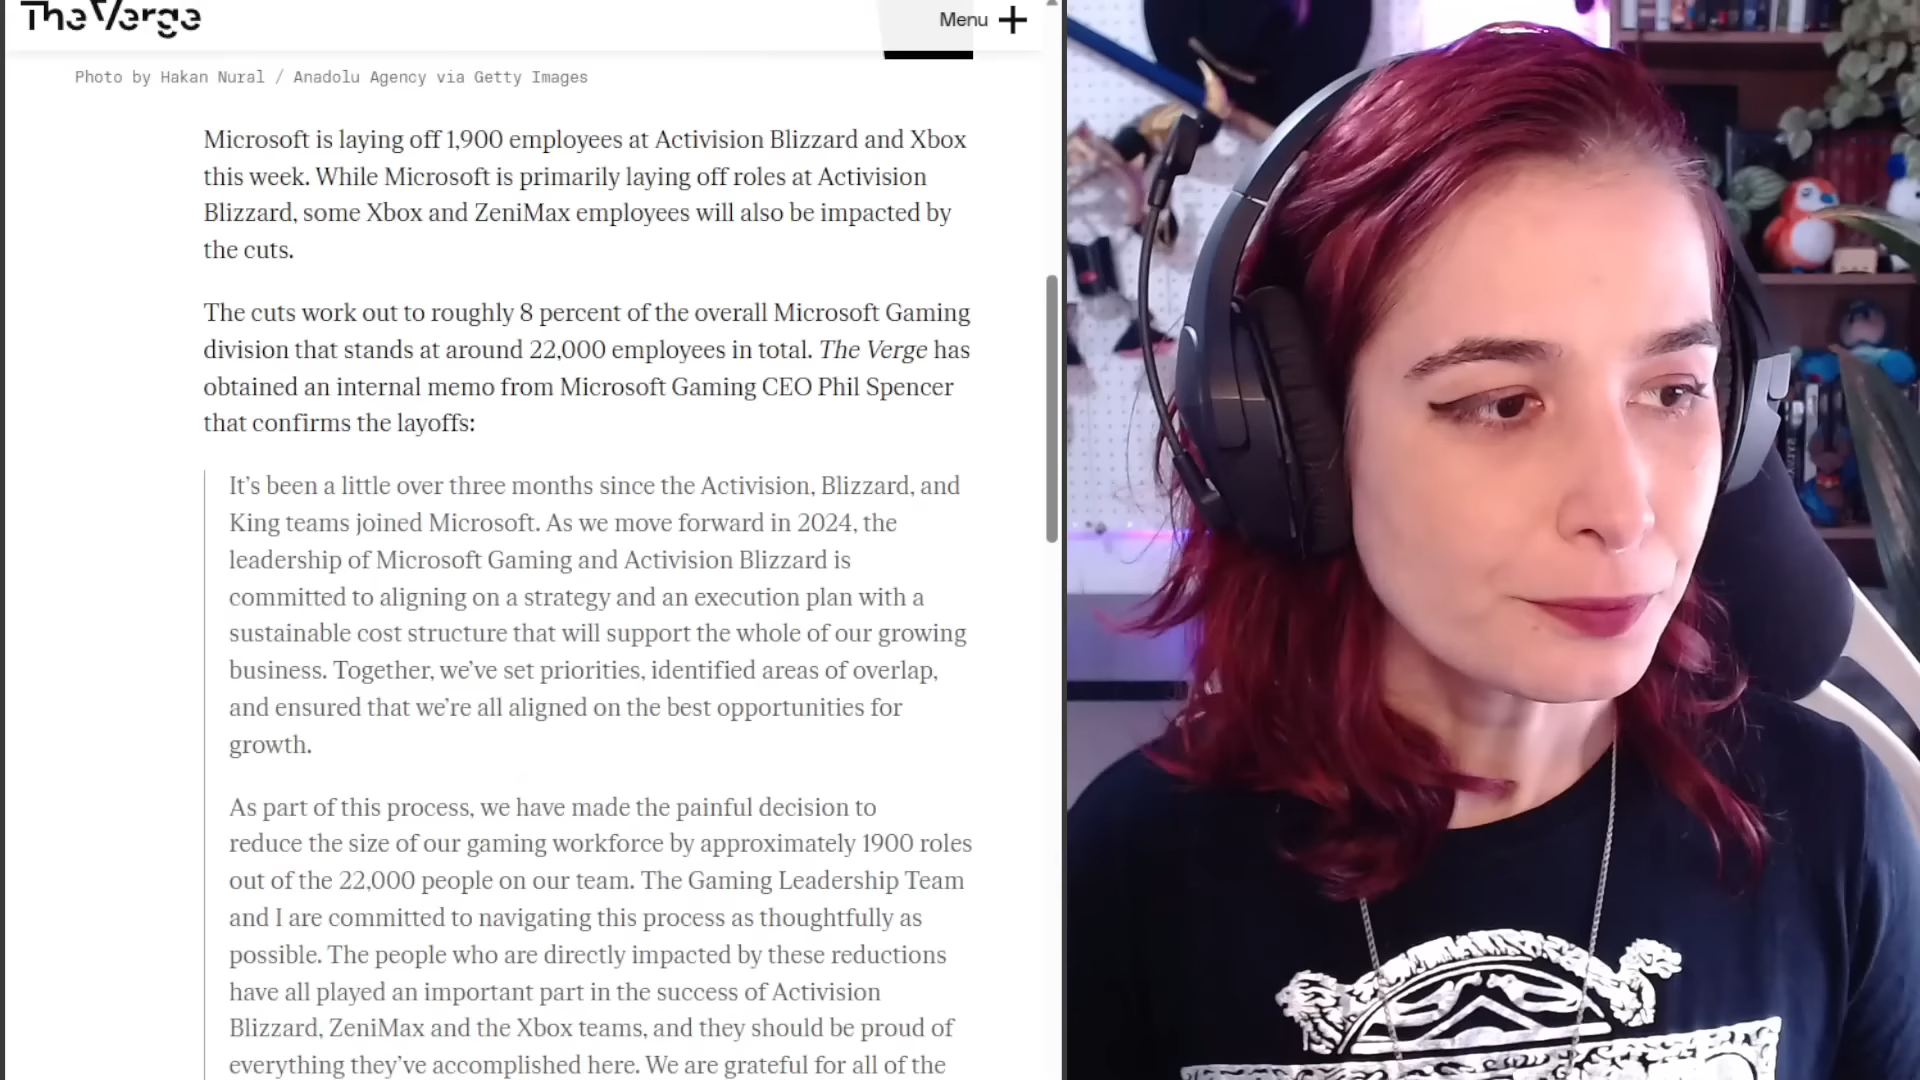 The Verge
Menu
Photo by Hakan Nural / Anadolu Agency via Getty Images
Microsoft is laying off 1,900 employees at Activision Blizzard and Xbox
this week. While Microsoft is primarily laying off roles at Activision
Blizzard, some Xbox and ZeniMax employees will also be impacted by
the cuts.
The cuts work out to roughly 8 percent of the overall Microsoft Gaming
division that stands at around 22,000 employees in total. The Verge has
obtained an internal memo from Microsoft Gaming CEO Phil Spencer
that confirms the layoffs:
It’s been a little over three months since the Activision, Blizzard, and
King teams joined Microsoft. As we move forward in 2024, the
leadership of Microsoft Gaming and Activision Blizzard is
committed to aligning on a strategy and an execution plan with a
sustainable cost structure that will support the whole of our growing
business. Together, we’ve set priorities, identified areas of overlap,
and ensured that we’re all aligned on the best opportunities for
growth.
As part of this process, we have made the painful decision to
reduce the size of our gaming workforce by approximately 1900 roles
out of the 22,000 people on our team. The Gaming Leadership Team
and I are committed to navigating this process as thoughtfully as
possible. The people who are directly impacted by these reductions
have all played an important part in the success of Activision
Blizzard, ZeniMax and the Xbox teams, and they should be proud of
everything they’ve accomplished here. We are grateful for all of the